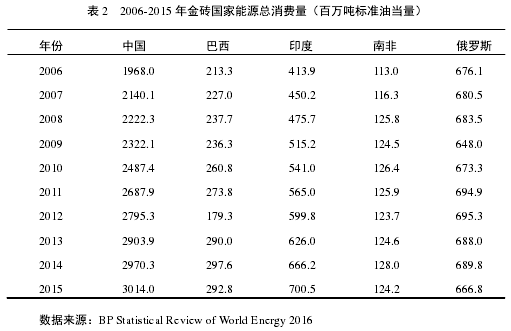 表 2 2006-2015 年金砖国家能源总消费量（百万吨标准油当量）
年份 中国 巴西 印度 南非 俄罗斯
2006 1968.0 213.3 413.9 113.0 676.1
2007 2140.1 227.0 450.2 116.3 680.5
2008 2222.3 237.7 475.7 125.8 683.5
2009 2322.1 236.3 515.2 124.5 648.0
2010 2487.4 260.8 541.0 126.4 673.3
2011 2687.9 273.8 565.0 125.9 694.9
2012 2795.3 179.3 599.8 123.7 695.3
2013 2903.9 290.0 626.0 124.6 688.0
2014 2970.3 297.6 666.2 128.0 689.8
2015 3014.0 292.8 700.5 124.2 666.8
数据来源：BP Statistical Review of World Energy 2016